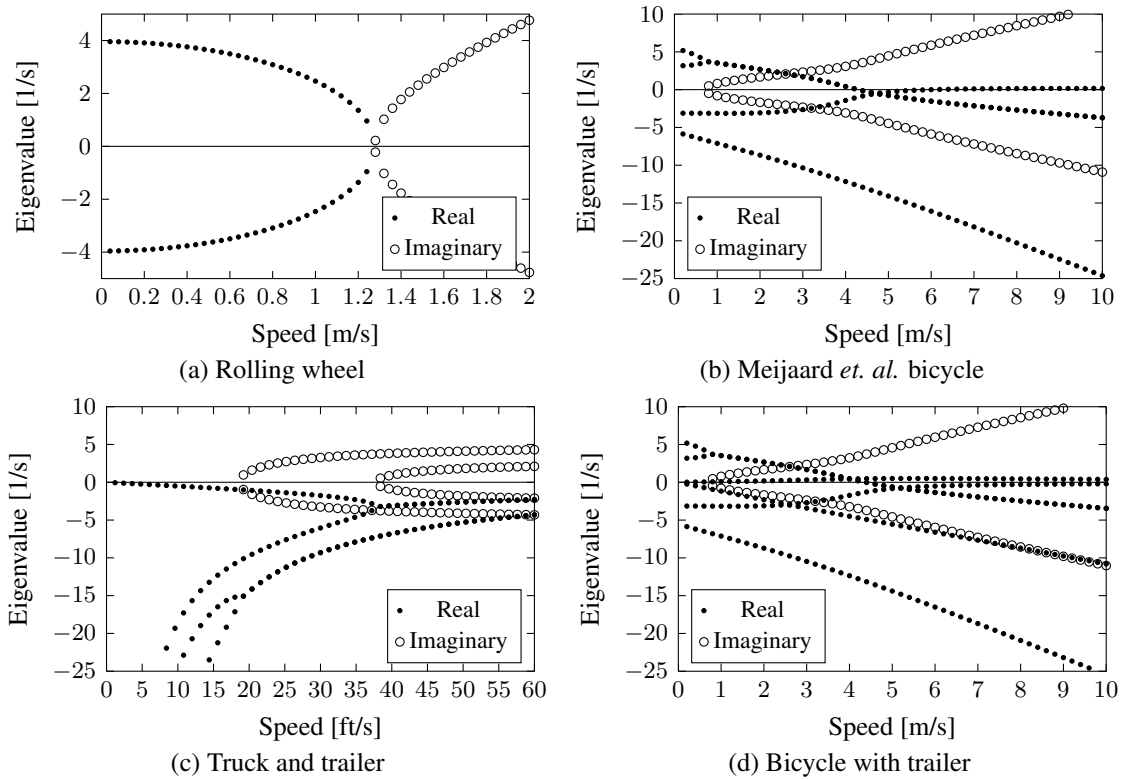 Eigenvalue [1/s]
4
2
0
−2
−4
Real
Imaginary
0 0.2 0.4 0.6 0.8 1 1.2 1.4 1.6 1.8 2
Speed [m/s]
(a) Rolling wheel
Eigenvalue [1/s]
10
5
0
−5
−10
−15
−20
−25
Real
Imaginary
0 1 2 3 4 5 6 7 8 9 10
Speed [m/s]
(b) Meijaard et. al. bicycle
Eigenvalue [1/s]
10
5
0
−5
−10
−15
−20
−25
Real
Imaginary
0 5 10 15 20 25 30 35 40 45 50 55 60
Speed [ft/s]
(c) Truck and trailer
Eigenvalue [1/s]
10
5
0
−5
−10
−15
−20
−25
Real
Imaginary
0 1 2 3 4 5 6 7 8 9 10
Speed [m/s]
(d) Bicycle with trailer